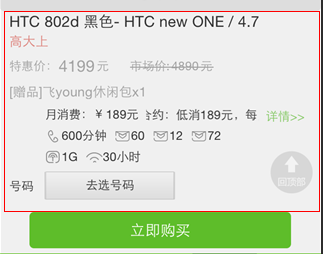 HTC 802d 黑色- HTC new ONE / 4.7
高大上
特惠价：4199元 市场价:4890元
[赠品]飞young休闲包x1
月消费：￥189元 合约：低消189元，每 详情>>
600分钟 60 12 72
1G 30小时
号码 去选号码
回顶部
立即购买